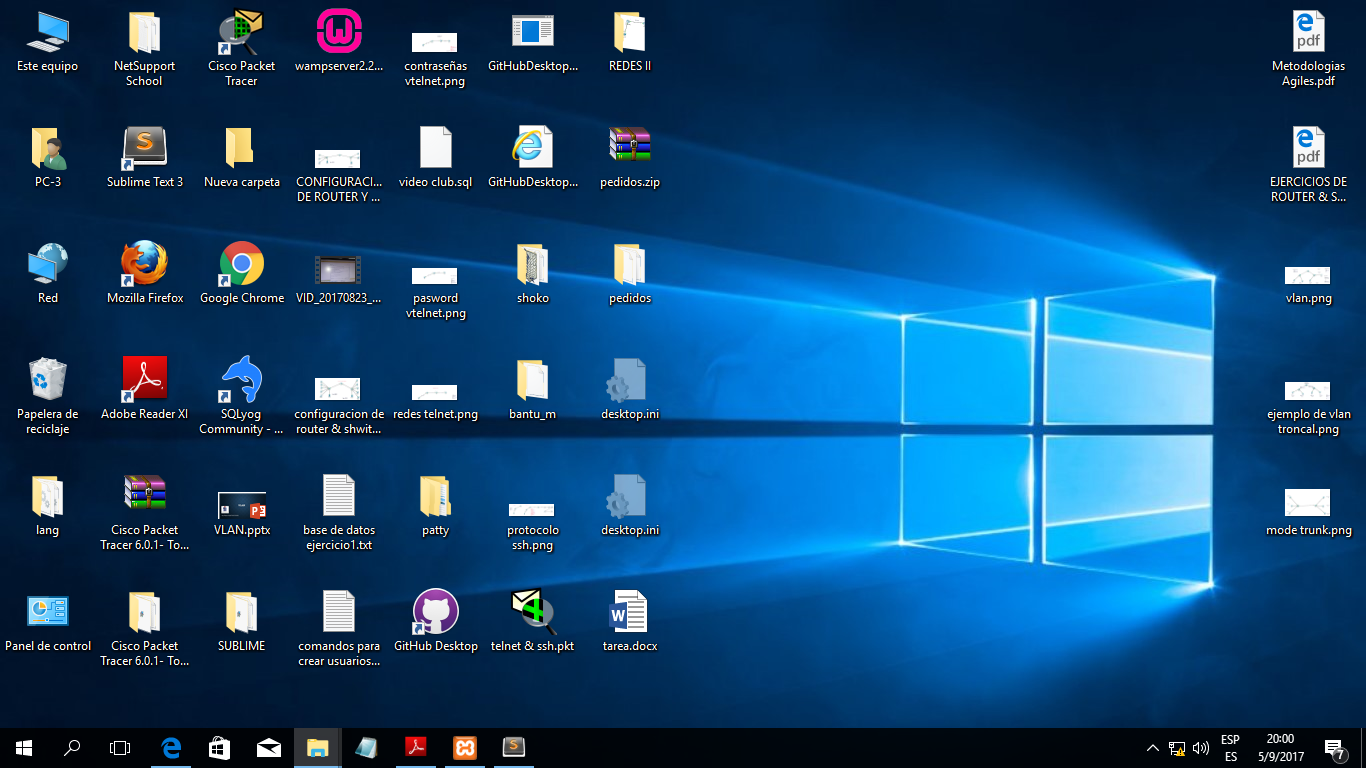 Este equipo
NetSupport
School
Cisco Packet
Tracer
wampserver2.2...
contraseñas
vtelnet.png
GitHubDesktop...
REDES II
Metodologias
Agiles.pdf
PC-3
Sublime Text 3
Nueva carpeta
CONFIGURACI...
DE ROUTER Y ...
video club.sql
GitHubDesktop...
pedidos.zip
EJERCICIOS DE
ROUTER & S...
Red
Mozilla Firefox
Google Chrome
VID_20170823_...
pasword
vtelnet.png
shoko
pedidos
vlan.png
Papelera de
reciclaje
Adobe Reader XI
SQLyog
Community - ...
configuracion de
router & shwit...
redes telnet.png
bantu_m
desktop.ini
ejemplo de vlan
troncal.png
lang
Cisco Packet
Tracer 6.0.1- To...
VLAN.pptx
base de datos
ejercicio1.txt
patty
protocolo
ssh.png
desktop.ini
mode trunk.png
Panel de control
Cisco Packet
Tracer 6.0.1- To...
SUBLIME
comandos para
crear usuarios...
GitHub Desktop
telnet & ssh.pkt
tarea.docx
ESP
ES
20:00
5/9/2017
7